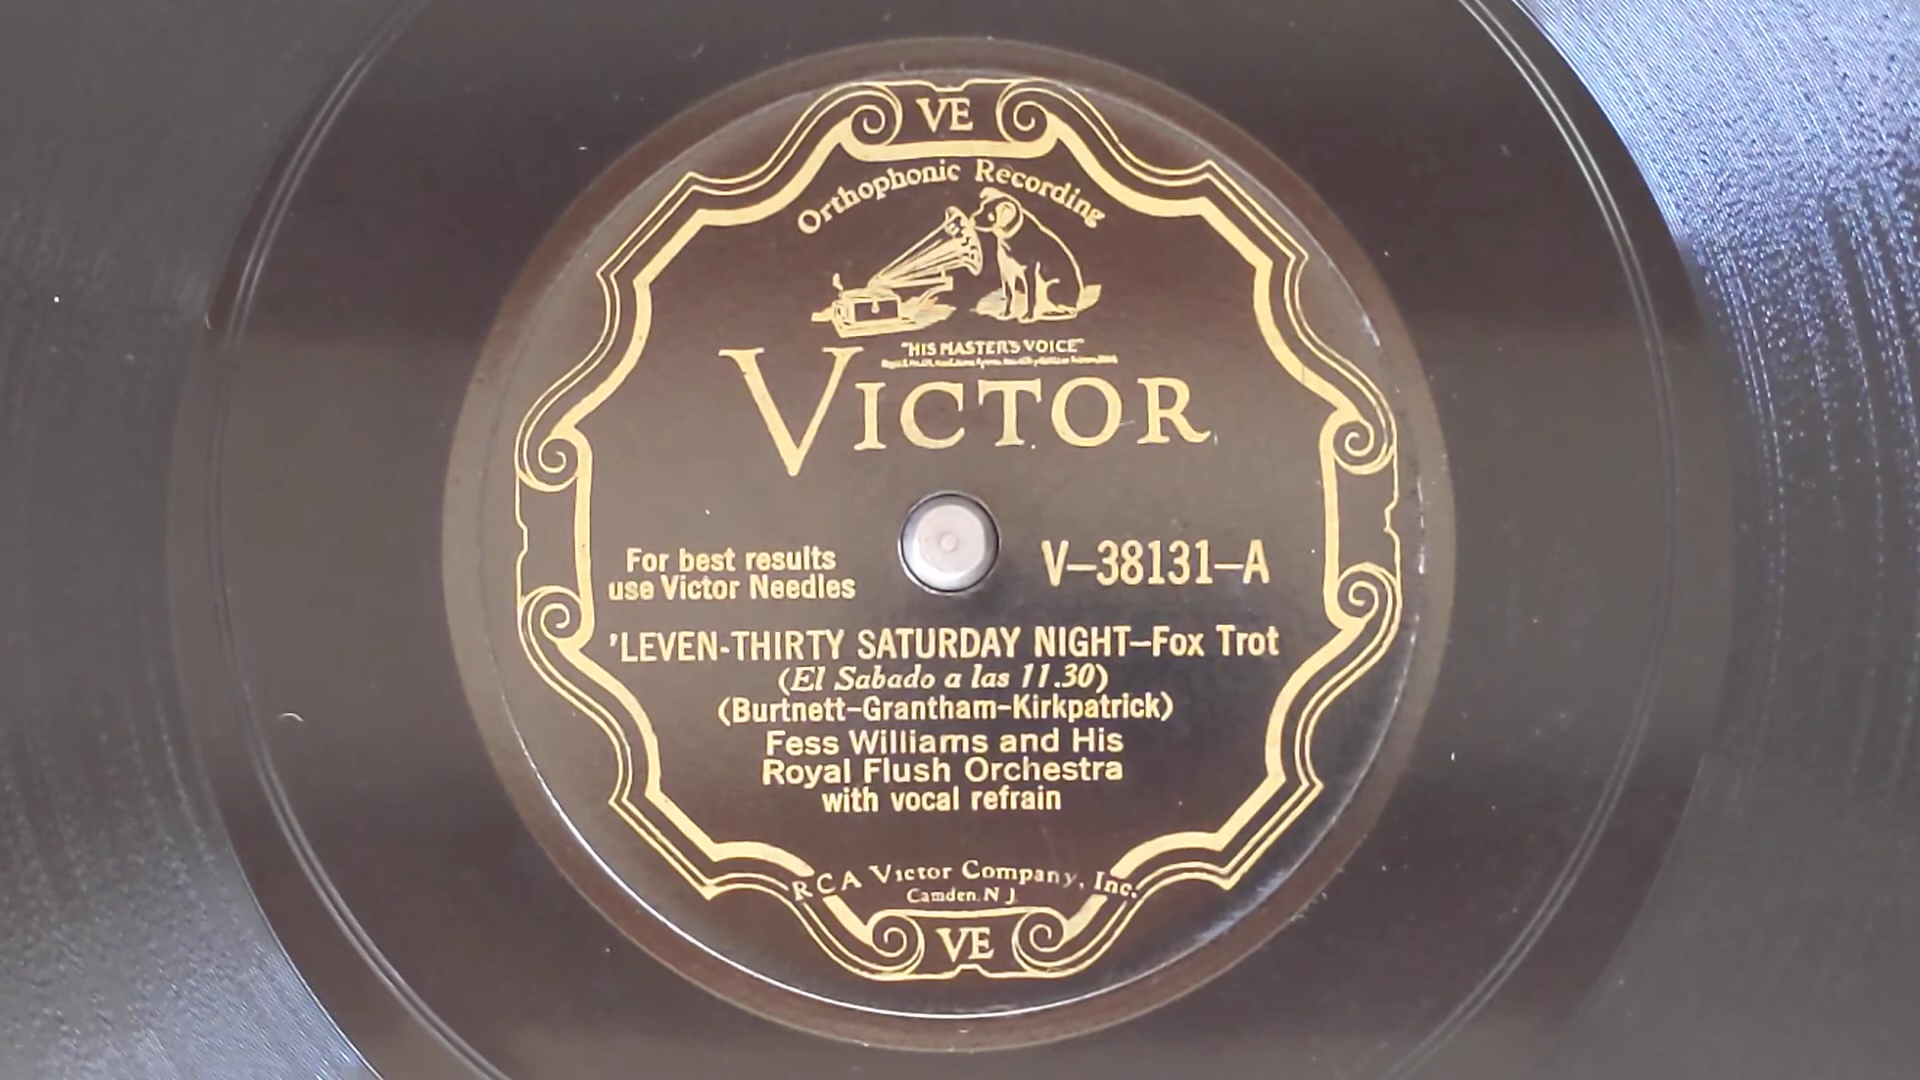 VE
Orthophonic Recording
"HIS MASTER'S VOICE"
VICTOR
For best results
use Victor Needles
V–38131–A
'LEVEN-THIRTY SATURDAY NIGHT–Fox Trot
(El Sabado a las 11.30)
(Burtnett–Grantham–Kirkpatrick)
Fess Williams and His
Royal Flush Orchestra
with vocal refrain
RCA Victor Company, Inc.
Camden, N J
VE